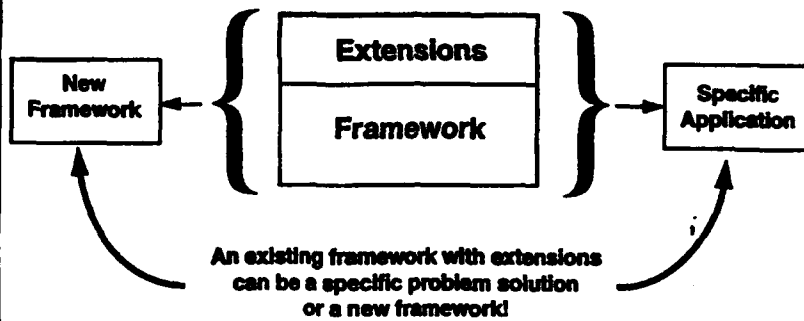 Extensions
New
Framework
Framework
Specific
Application
An existing framework with extensions
can be a specific problem solution
or a new framework!